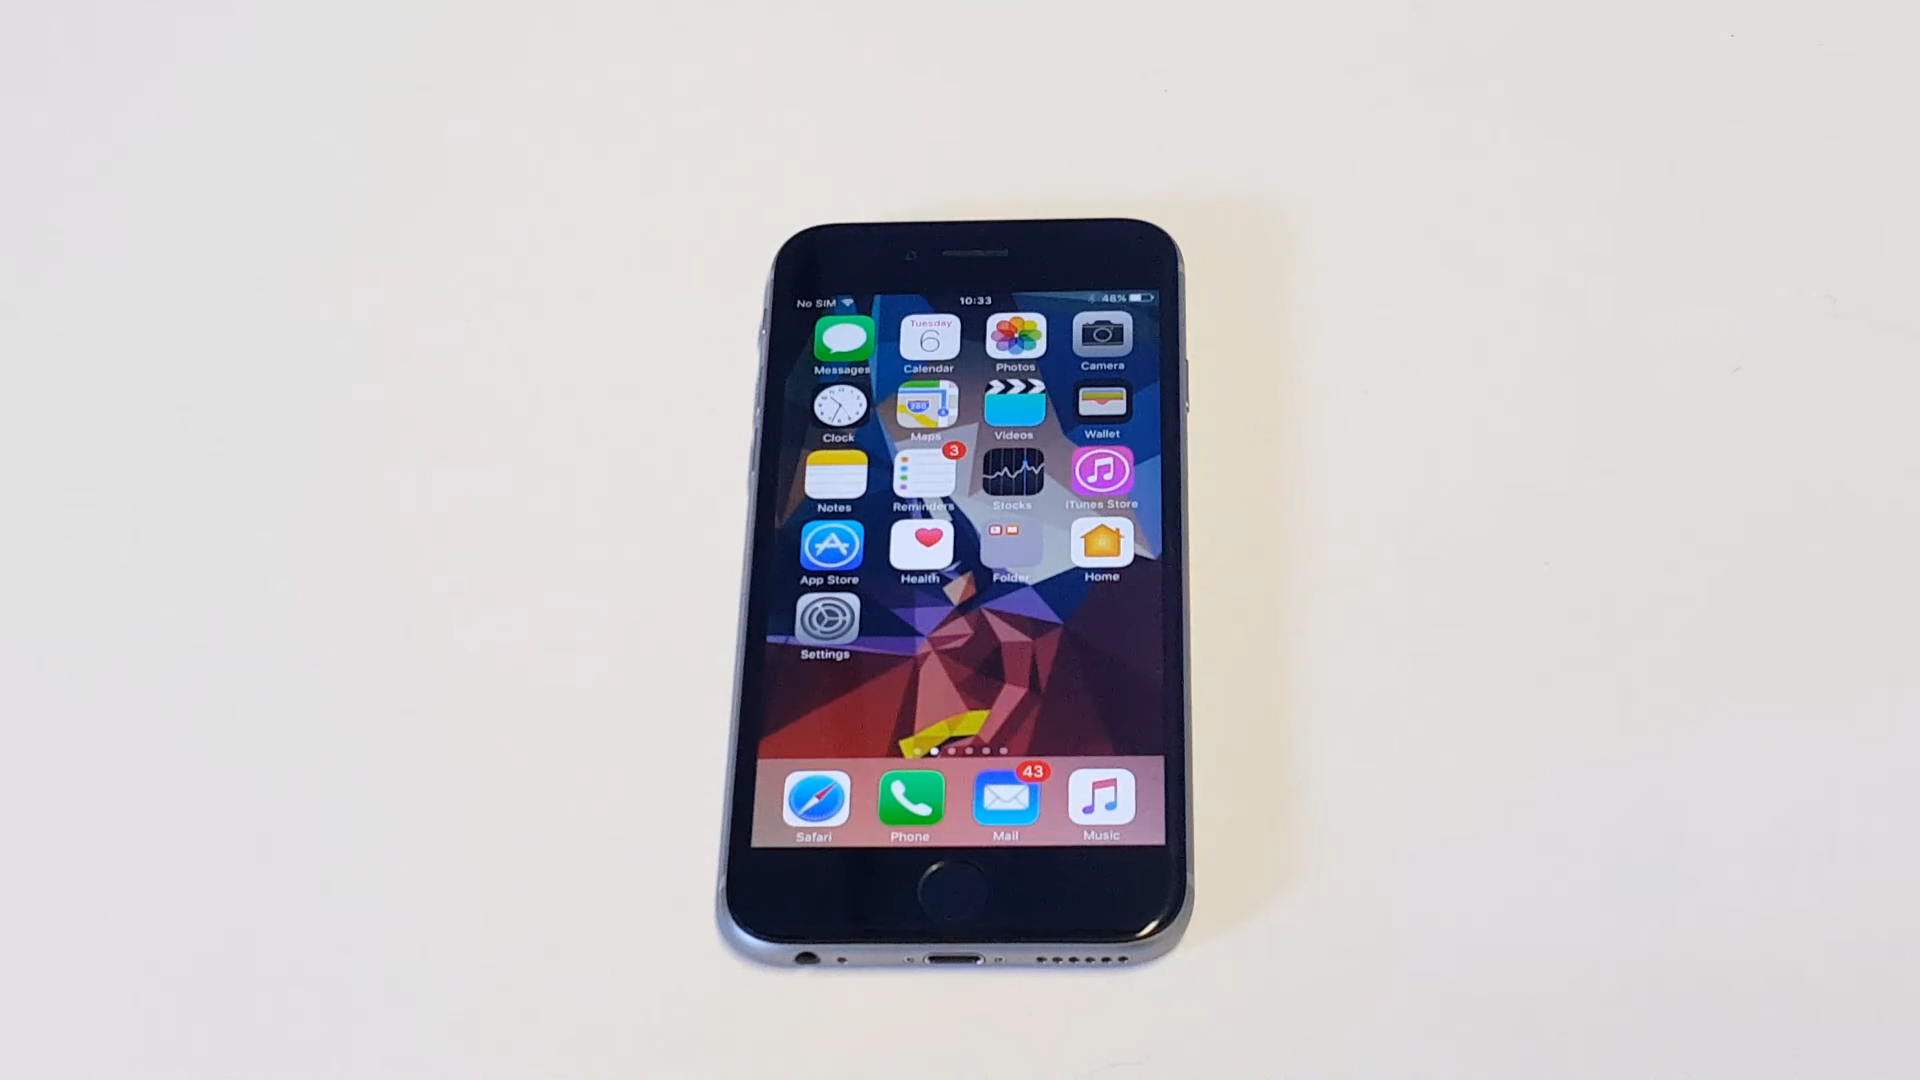 No SIM 10:33 46%
Tuesday
6
Messages Calendar Photos Camera
280
Clock Maps Videos Wallet
3
Notes Reminders Stocks iTunes Store
App Store Health Folder Home
Settings
43
Safari Phone Mail Music